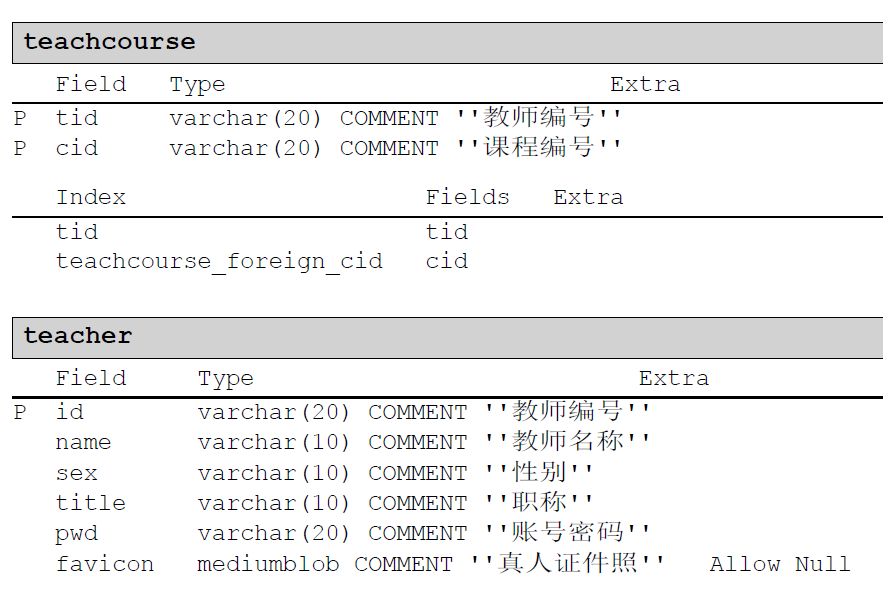 teachcourse
Field Type Extra
P tid varchar(20) COMMENT ''教师编号''
P cid varchar(20) COMMENT ''课程编号''
Index Fields Extra
tid tid
teachcourse_foreign_cid cid
teacher
Field Type Extra
P id varchar(20) COMMENT ''教师编号''
name varchar(10) COMMENT ''教师名称''
sex varchar(10) COMMENT ''性别''
title varchar(10) COMMENT ''职称''
pwd varchar(20) COMMENT ''账号密码''
favicon mediumblob COMMENT ''真人证件照'' Allow Null